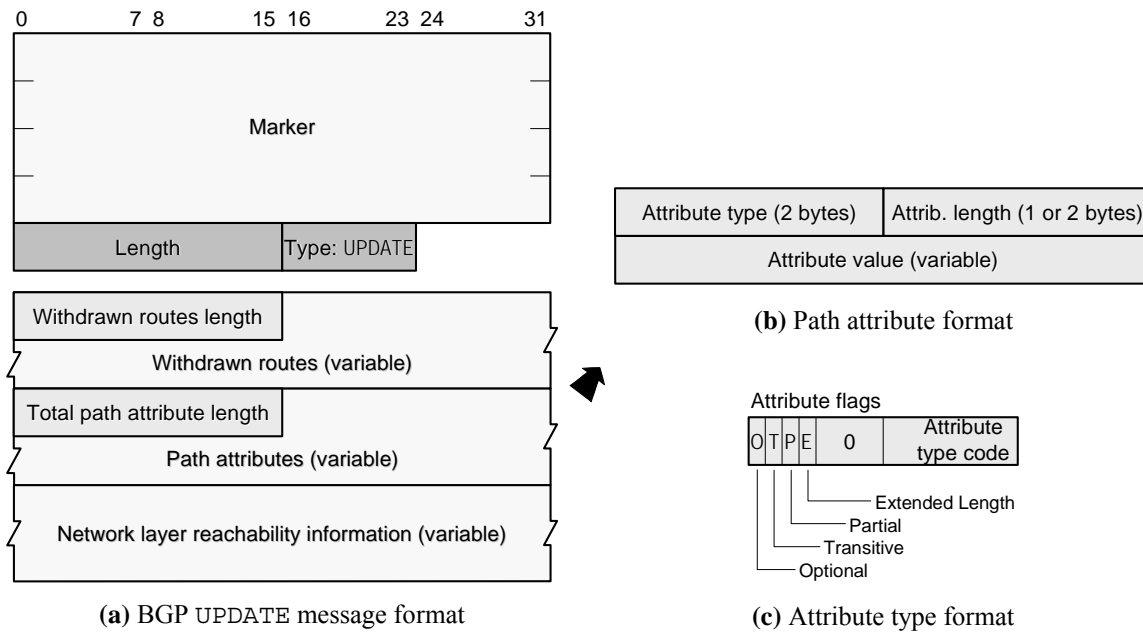 0 7 8 15 16 23 24 31
Marker
Length Type: UPDATE
Withdrawn routes length
Withdrawn routes (variable)
Total path attribute length
Path attributes (variable)
Network layer reachability information (variable)
(a) BGP UPDATE message format
Attribute type (2 bytes) Attrib. length (1 or 2 bytes)
Attribute value (variable)
(b) Path attribute format
Attribute flags
O T P E 0 Attribute
type code
Extended Length
Partial
Transitive
Optional
(c) Attribute type format